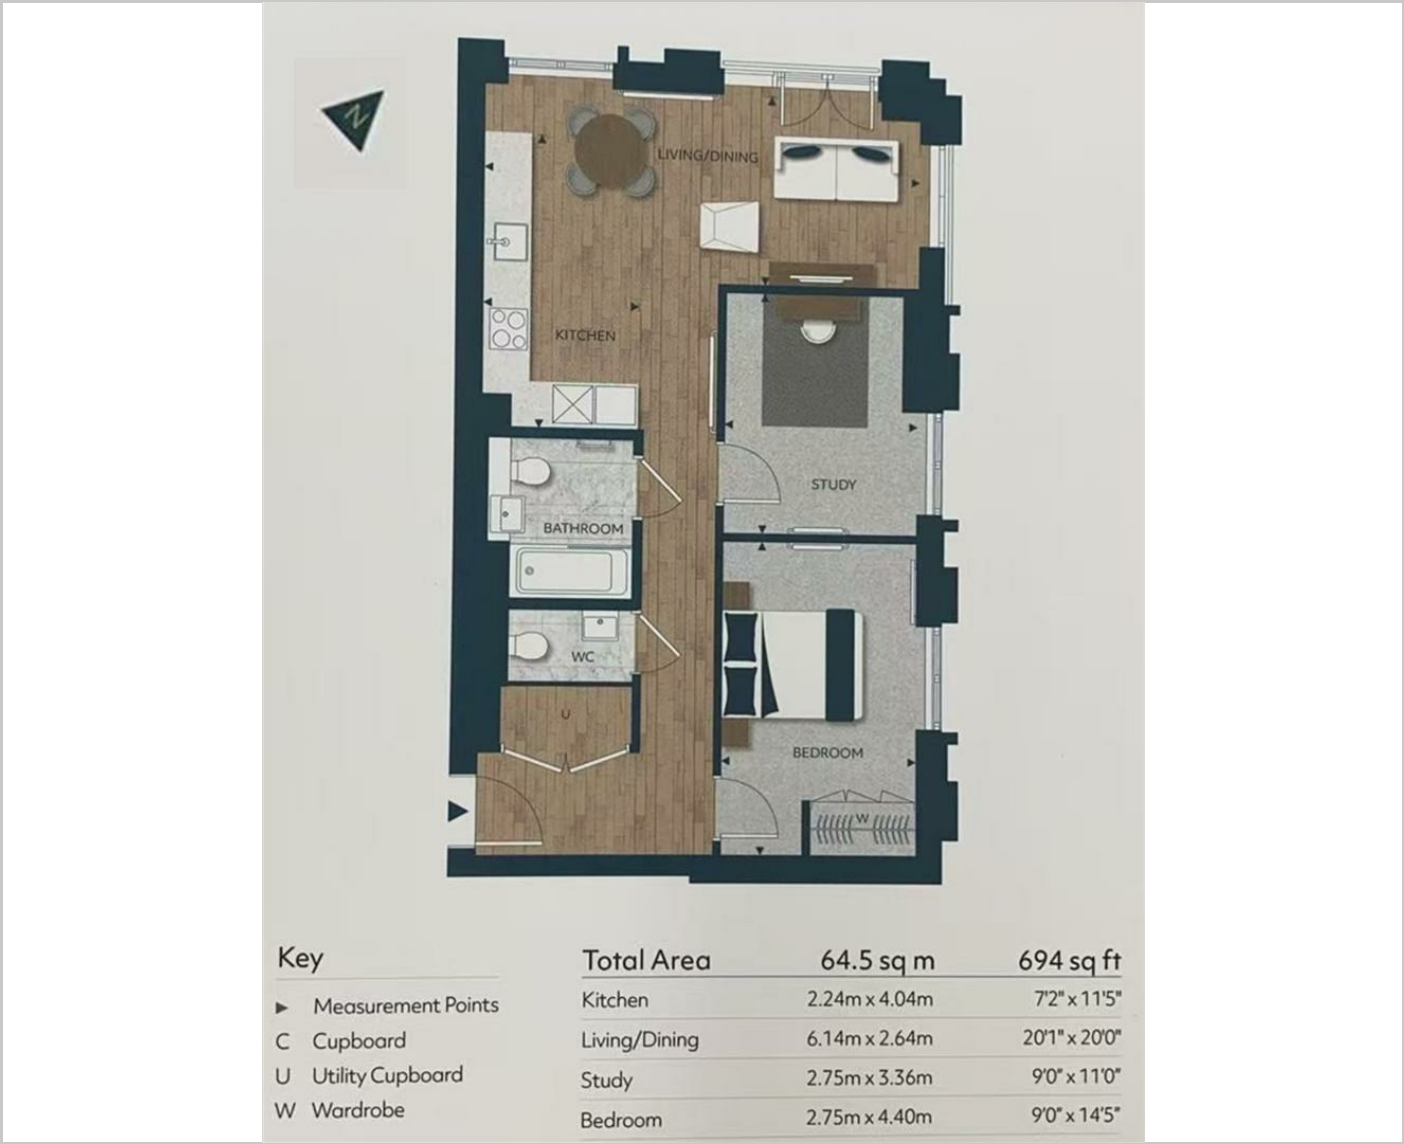 N
LIVING/DINING
KITCHEN
STUDY
BATHROOM
WC
U
BEDROOM
W
Key
Measurement Points
C Cupboard
U Utility Cupboard
W Wardrobe
Total Area 64.5 sq m 694 sq ft
Kitchen 2.24m x 4.04m 7'2" x 11'5"
Living/Dining 6.14m x 2.64m 20'1" x 20'0"
Study 2.75m x 3.36m 9'0" x 11'0"
Bedroom 2.75m x 4.40m 9'0" x 14'5"